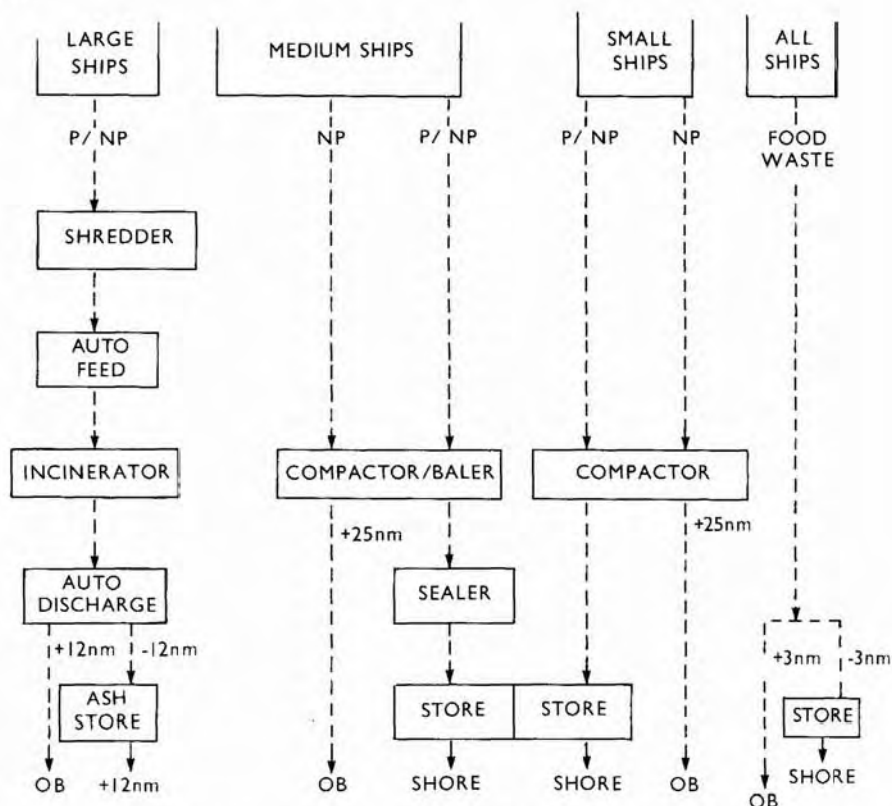 LARGE
SHIPS
MEDIUM SHIPS
SMALL
SHIPS
ALL
SHIPS
P/ NP
NP
P/ NP
P/ NP
NP
FOOD
WASTE
SHREDDER
AUTO
FEED
INCINERATOR
COMPACTOR/BALER
COMPACTOR
+25nm
+25nm
AUTO
DISCHARGE
SEALER
+12nm
-12nm
+3nm
-3nm
ASH
STORE
STORE
STORE
STORE
OB
+12nm
OB
SHORE
SHORE
OB
OB
SHORE